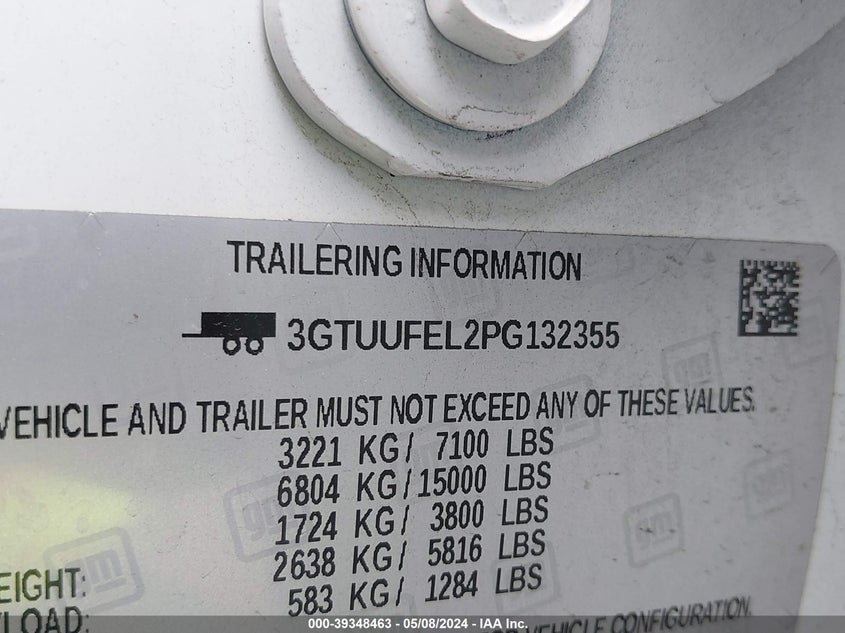 TRAILERING INFORMATION
3GTUUFEL2PG132355
VEHICLE AND TRAILER MUST NOT EXCEED ANY OF THESE VALUES.
3221 KG/ 7100 LBS
6804 KG/15000 LBS
1724 KG/ 3800 LBS
2638 KG/ 5816 LBS
EIGHT:
583 KG/ 1284 LBS
YLOAD:
VEHICLE CONFIGURATION.
gm
000-39348463 - 05/08/2024 - IAA Inc.